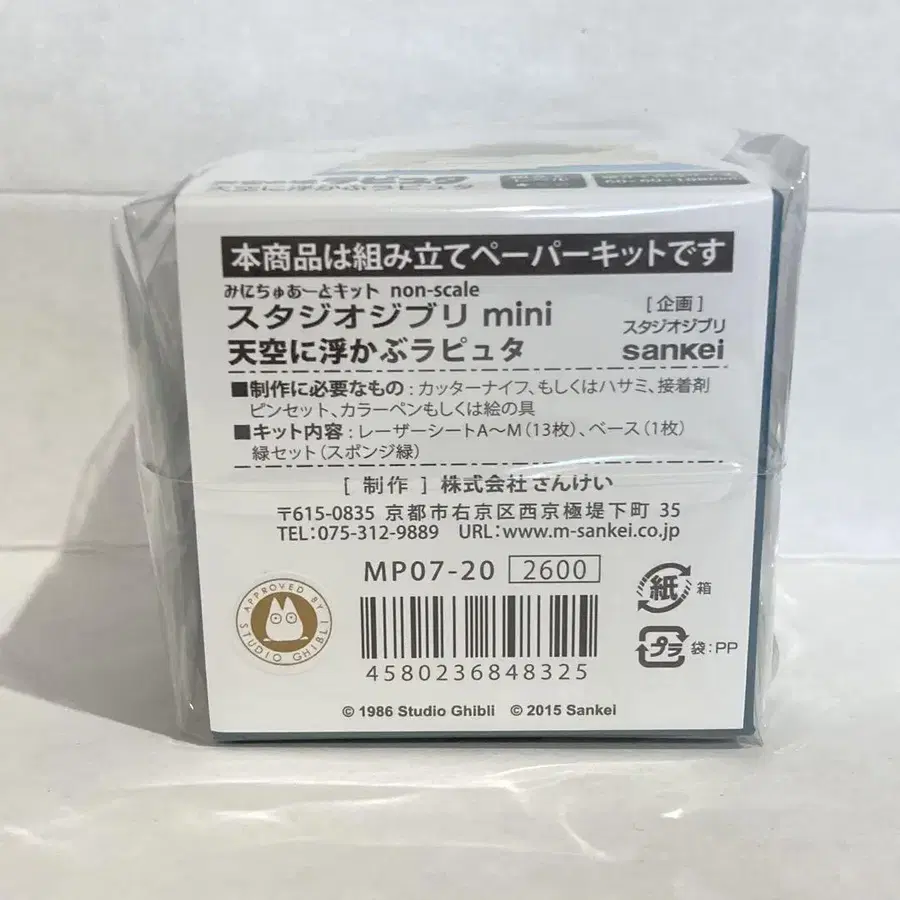 本商品は組み立てペーパーキットです
みにちゅあーとキット non-scale
スタジオジブリ mini
天空に浮かぶラピュタ
[企画]
スタジオジブリ
sankei
■制作に必要なもの:カッターナイフ、もしくはハサミ、接着剤
ピンセット、カラーペンもしくは絵の具
■キット内容:レーザーシートA〜M(13枚)、ベース(1枚)
緑セット(スポンジ緑)
[ 制作 ] 株式会社さんけい
〒615-0835 京都市右京区西京極堤下町 35
TEL:075-312-9889 URL:www.m-sankei.co.jp
MP07-20 2600
APPROVED BY
STUDIO GHIBLI
4580236848325
紙 箱
プラ 袋:PP
© 1986 Studio Ghibli © 2015 Sankei